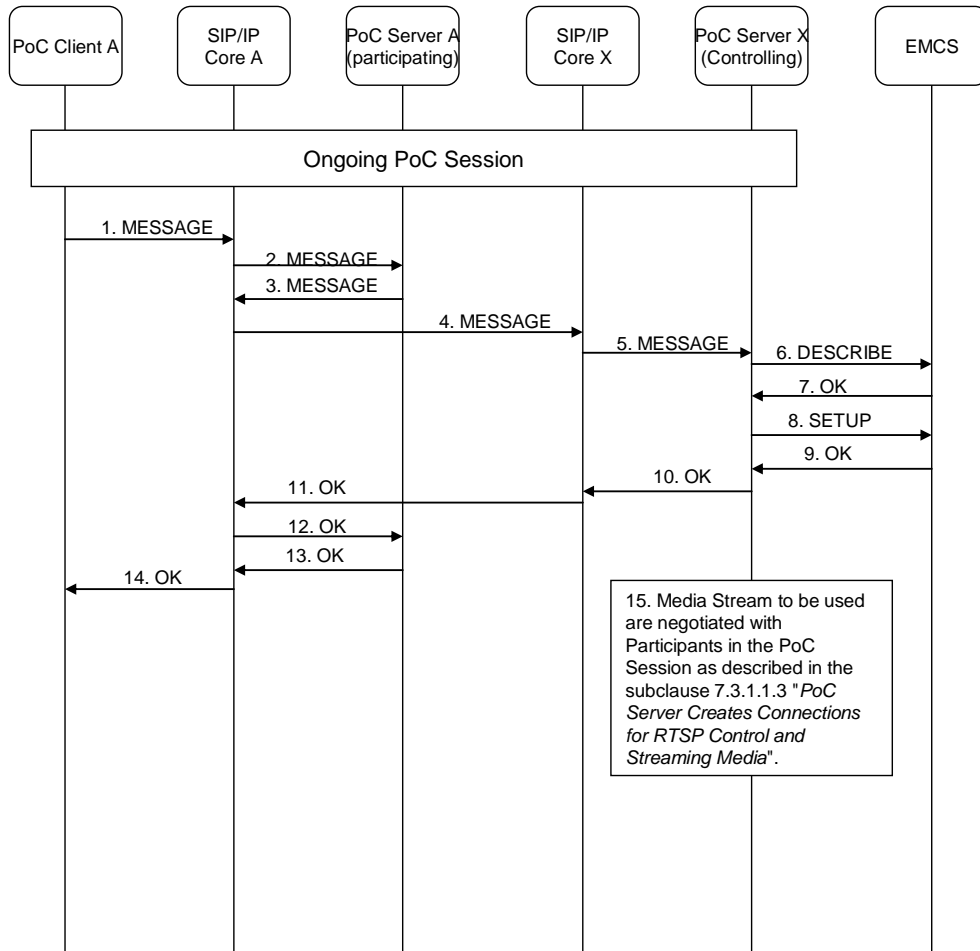 PoC Client A
SIP/IP
Core A
PoC Server A
(participating)
SIP/IP
Core X
PoC Server X
(Controlling)
EMCS
Ongoing PoC Session
1. MESSAGE
2. MESSAGE
3. MESSAGE
4. MESSAGE
5. MESSAGE
6. DESCRIBE
7. OK
8. SETUP
9. OK
10. OK
11. OK
12. OK
13. OK
14. OK
15. Media Stream to be used
are negotiated with
Participants in the PoC
Session as described in the
subclause 7.3.1.1.3 "PoC
Server Creates Connections
for RTSP Control and
Streaming Media".